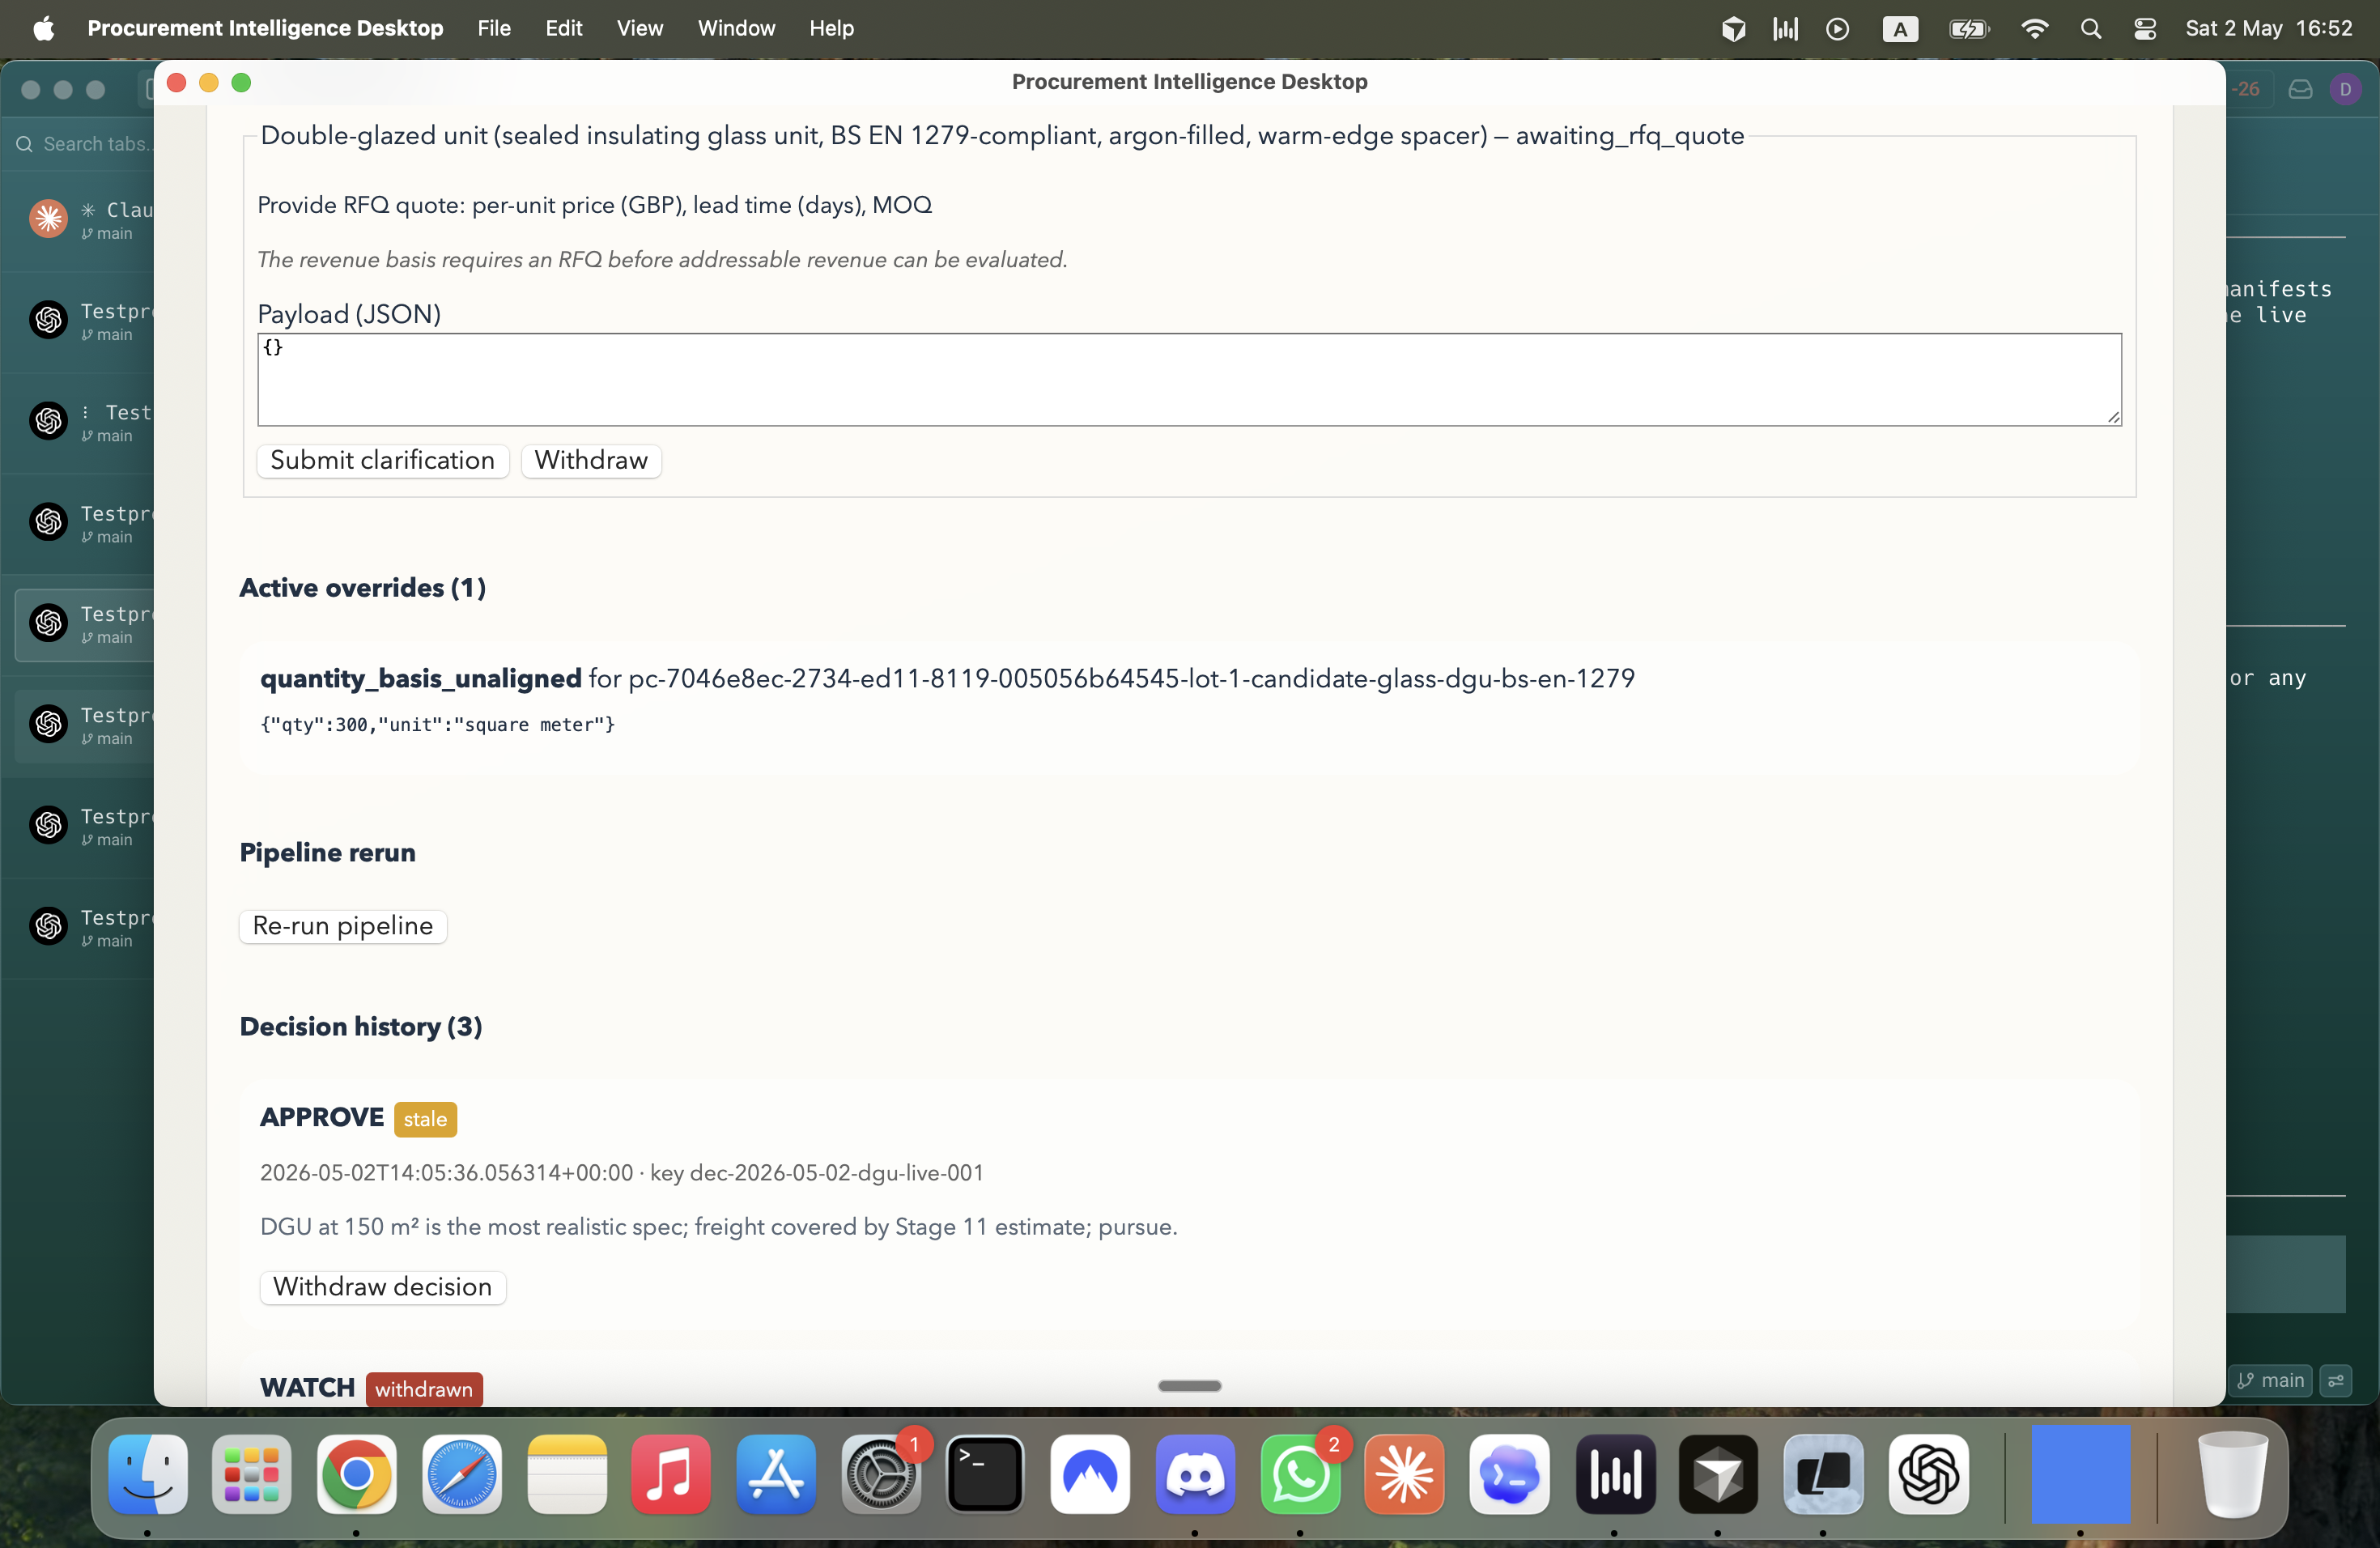 Procurement Intelligence Desktop File Edit View Window Help A Sat 2 May 16:52
Procurement Intelligence Desktop
-26 D
Search tabs..
Double-glazed unit (sealed insulating glass unit, BS EN 1279-compliant, argon-filled, warm-edge spacer) – awaiting_rfq_quote
Provide RFQ quote: per-unit price (GBP), lead time (days), MOQ
The revenue basis requires an RFQ before addressable revenue can be evaluated.
Payload (JSON)
{}
Submit clarification Withdraw
Active overrides (1)
quantity_basis_unaligned for pc-7046e8ec-2734-ed11-8119-005056b64545-lot-1-candidate-glass-dgu-bs-en-1279
{"qty":300,"unit":"square meter"}
Pipeline rerun
Re-run pipeline
Decision history (3)
APPROVE stale
2026-05-02T14:05:36.056314+00:00 · key dec-2026-05-02-dgu-live-001
DGU at 150 m² is the most realistic spec; freight covered by Stage 11 estimate; pursue.
Withdraw decision
WATCH withdrawn
Clau
main
Testpr
main
Test
main
Testpr
main
Testpr
main
Testpr
main
Testpr
main
Testpr
main
manifests
e live
or any
main
1
2